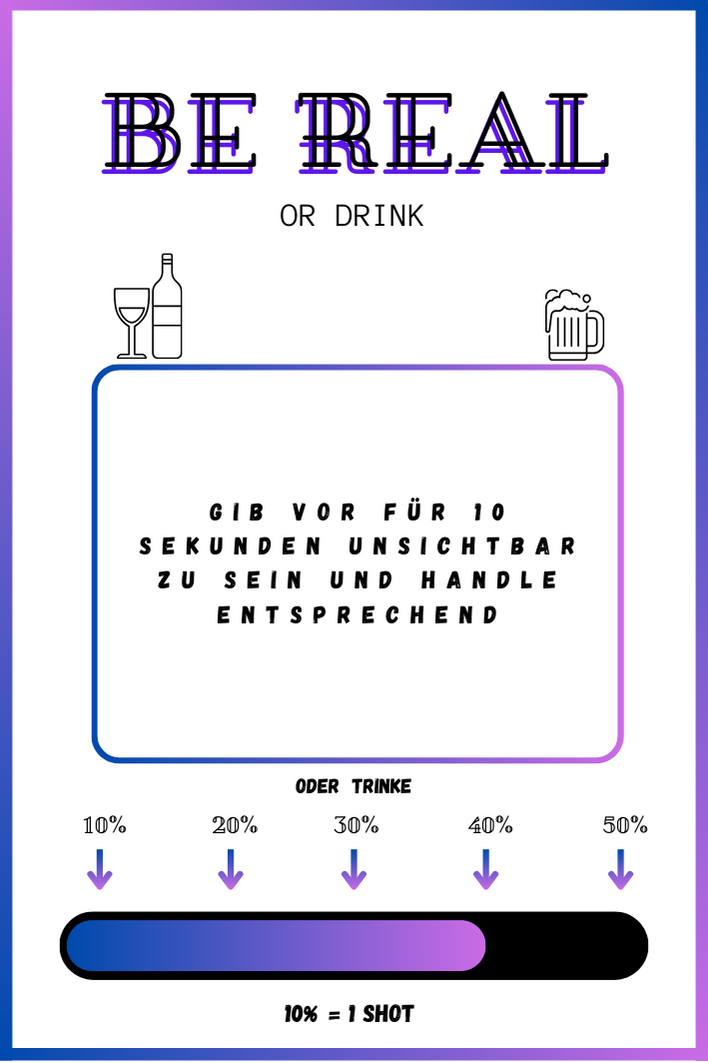 BE REAL
OR DRINK
GIB VOR FÜR 10
SEKUNDEN UNSICHTBAR
ZU SEIN UND HANDLE
ENTSPRECHEND
ODER TRINKE
10% 20% 30% 40% 50%
10% = 1 SHOT